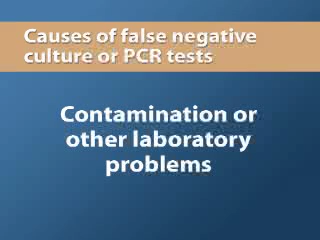 Causes of false negative
culture or PCR tests
Contamination or
other laboratory
problems